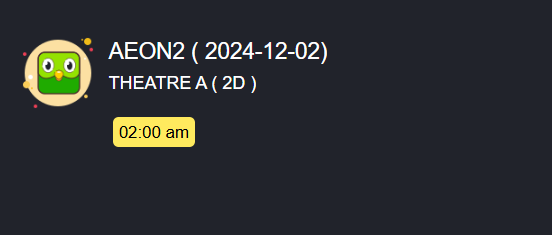 AEON2 ( 2024-12-02)
THEATRE A ( 2D )
02:00 am